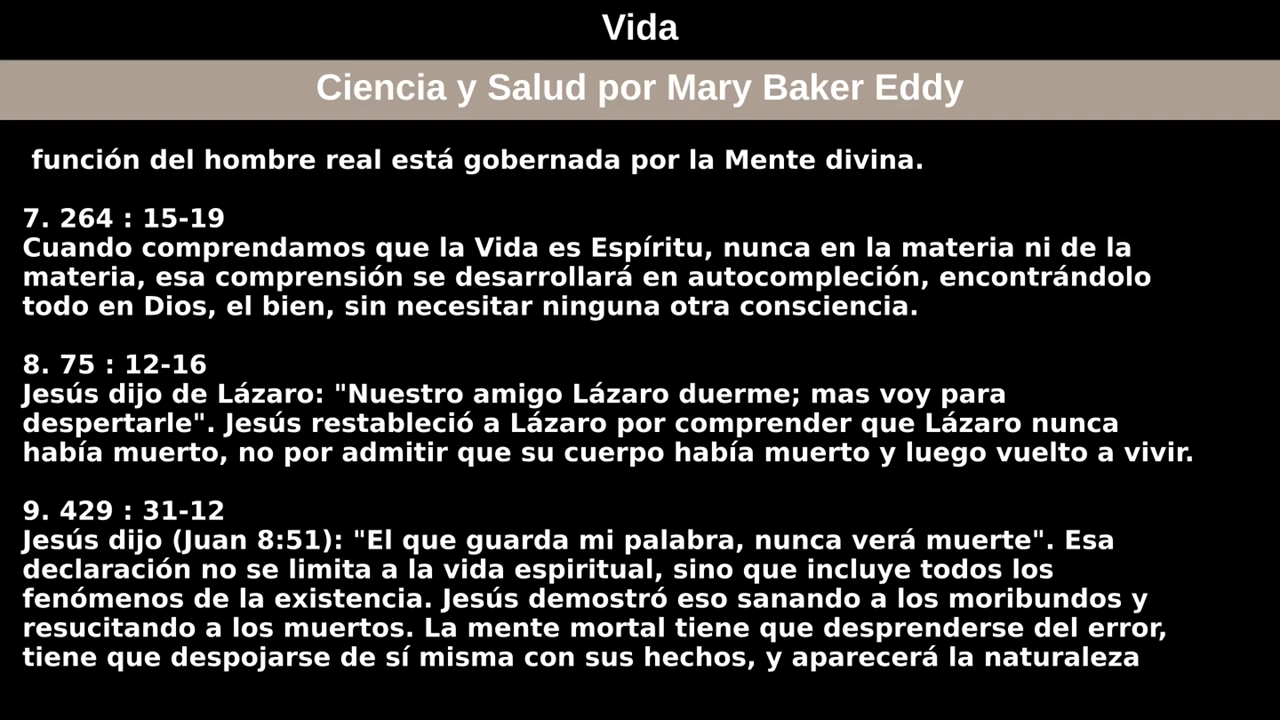 Vida
Ciencia y Salud por Mary Baker Eddy
función del hombre real está gobernada por la Mente divina.
7. 264 : 15-19
Cuando comprendamos que la Vida es Espíritu, nunca en la materia ni de la
materia, esa comprensión se desarrollará en autocompleción, encontrándolo
todo en Dios, el bien, sin necesitar ninguna otra consciencia.
8. 75 : 12-16
Jesús dijo de Lázaro: "Nuestro amigo Lázaro duerme; mas voy para
despertarle". Jesús restableció a Lázaro por comprender que Lázaro nunca
había muerto, no por admitir que su cuerpo había muerto y luego vuelto a vivir.
9. 429 : 31-12
Jesús dijo (Juan 8:51): "El que guarda mi palabra, nunca verá muerte". Esa
declaración no se limita a la vida espiritual, sino que incluye todos los
fenómenos de la existencia. Jesús demostró eso sanando a los moribundos y
resucitando a los muertos. La mente mortal tiene que desprenderse del error,
tiene que despojarse de sí misma con sus hechos, y aparecerá la naturaleza